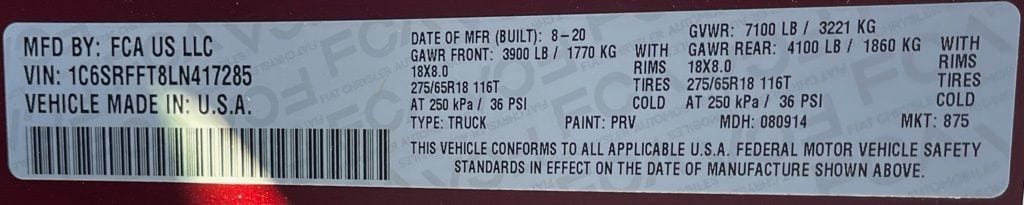 MFD BY: FCA US LLC
VIN: 1C6SRFFT8LN417285
VEHICLE MADE IN: U.S.A.
DATE OF MFR (BUILT): 8-20 GVWR: 7100 LB / 3221 KG
GAWR FRONT: 3900 LB / 1770 KG WITH GAWR REAR: 4100 LB / 1860 KG WITH
18X8.0 RIMS 18X8.0 RIMS
275/65R18 116T TIRES 275/65R18 116T TIRES
AT 250 kPa / 36 PSI COLD AT 250 kPa / 36 PSI COLD
TYPE: TRUCK PAINT: PRV MDH: 080914 MKT: 875
THIS VEHICLE CONFORMS TO ALL APPLICABLE U.S.A. FEDERAL MOTOR VEHICLE SAFETY
STANDARDS IN EFFECT ON THE DATE OF MANUFACTURE SHOWN ABOVE.